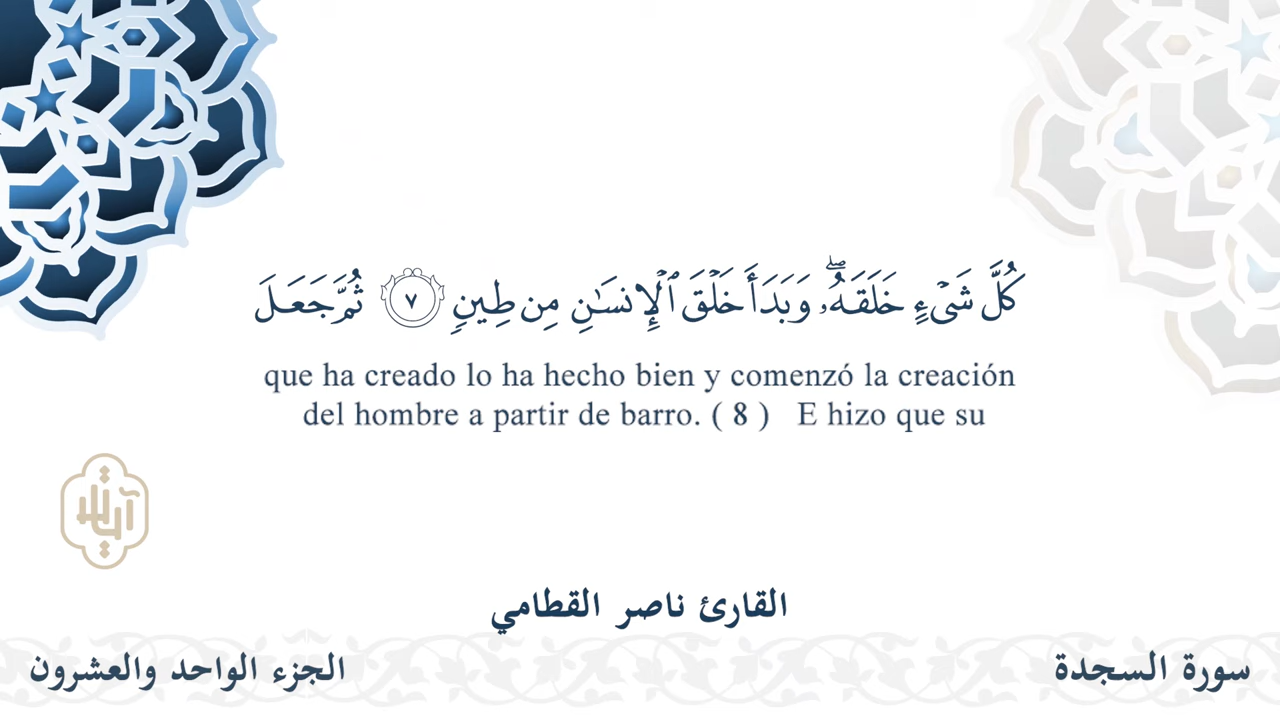 كُلَّ شَىْءٍ خَلَقَهُۥ ۖ وَبَدَأَ خَلْقَ ٱلْإِنسَـٰنِ مِن طِينٍ ٧ ثُمَّ جَعَلَ
que ha creado lo ha hecho bien y comenzó la creación
del hombre a partir de barro. ( 8 ) E hizo que su
آيات
القارئ ناصر القطامي
سورة السجدة
الجزء الواحد والعشرون